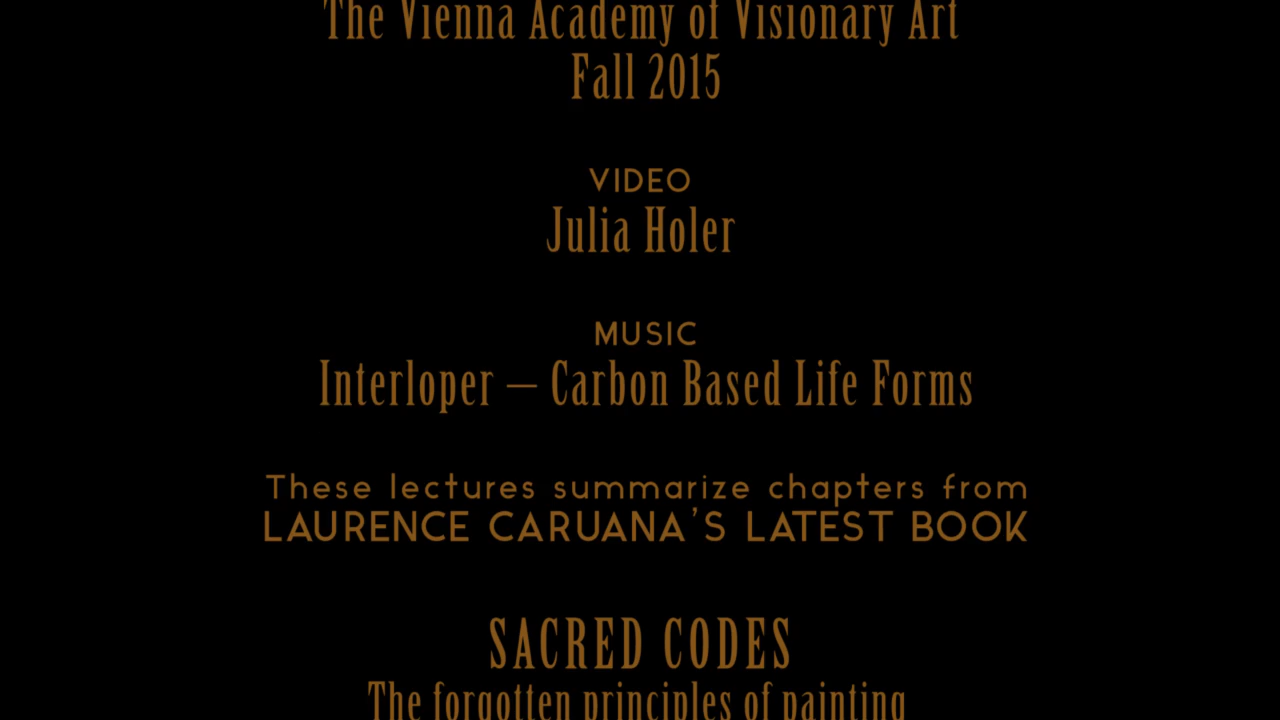 The Vienna Academy of Visionary Art
Fall 2015
VIDEO
Julia Holer
MUSIC
Interloper – Carbon Based Life Forms
These lectures summarize chapters from
LAURENCE CARUANA'S LATEST BOOK
SACRED CODES
The forgotten principles of painting